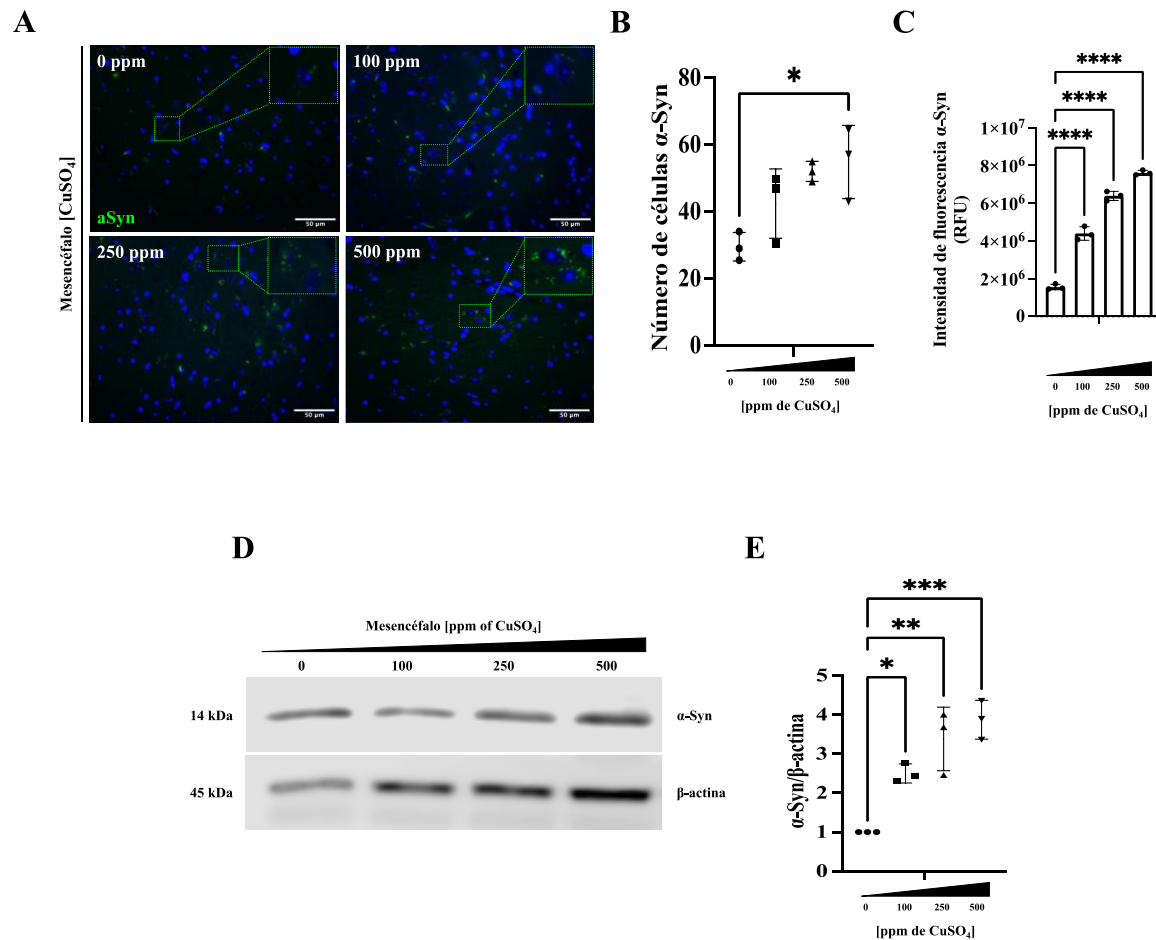 A
Mesencéfalo [CuSO₄]
0 ppm
aSyn
50 μm
100 ppm
50 μm
250 ppm
50 μm
500 ppm
50 μm
B
Número de células α-Syn
80
60
40
20
0
*
0 100 250 500
[ppm de CuSO₄]
C
Intensidad de fluorescencia α-Syn
(RFU)
1×10⁷
8×10⁶
6×10⁶
4×10⁶
2×10⁶
0
****
****
****
0 100 250 500
[ppm de CuSO₄]
D
Mesencéfalo [ppm of CuSO₄]
0 100 250 500
14 kDa α-Syn
45 kDa β-actina
E
α-Syn/β-actina
5
4
3
2
1
0
***
**
*
0 100 250 500
[ppm de CuSO₄]